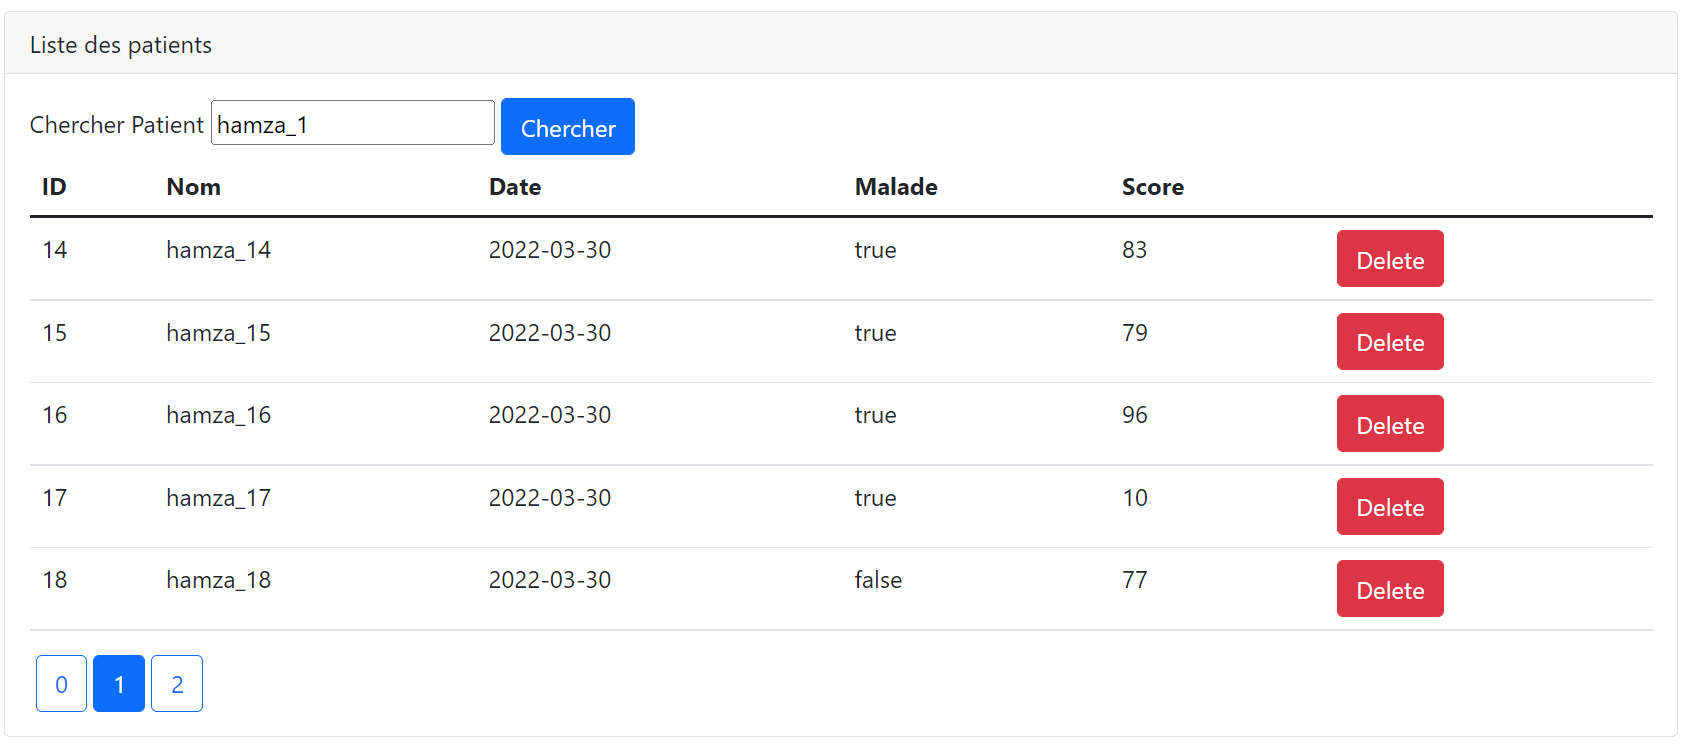 Liste des patients
Chercher Patient hamza_1 Chercher
ID Nom Date Malade Score
14 hamza_14 2022-03-30 true 83 Delete
15 hamza_15 2022-03-30 true 79 Delete
16 hamza_16 2022-03-30 true 96 Delete
17 hamza_17 2022-03-30 true 10 Delete
18 hamza_18 2022-03-30 false 77 Delete
0 1 2